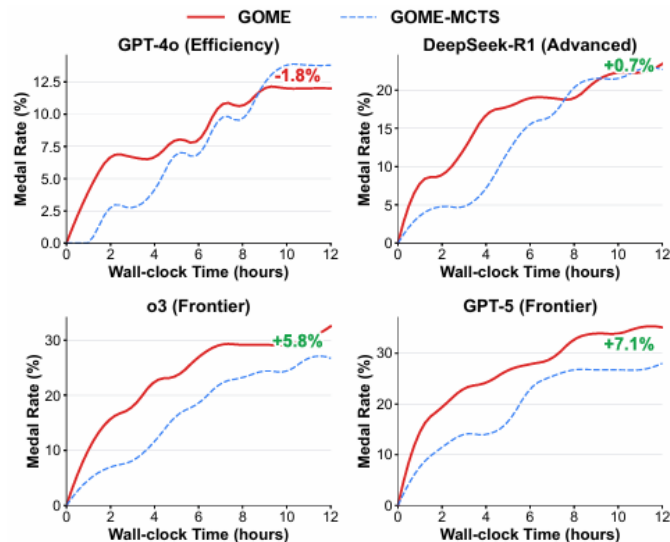 GOME GOME-MCTS
GPT-4o (Efficiency)
Medal Rate (%)
12.5
10.0
7.5
5.0
2.5
0.0
-1.8%
0 2 4 6 8 10 12
Wall-clock Time (hours)
DeepSeek-R1 (Advanced)
Medal Rate (%)
20
15
10
5
0
+0.7%
0 2 4 6 8 10 12
Wall-clock Time (hours)
o3 (Frontier)
Medal Rate (%)
30
20
10
0
+5.8%
0 2 4 6 8 10 12
Wall-clock Time (hours)
GPT-5 (Frontier)
Medal Rate (%)
30
20
10
0
+7.1%
0 2 4 6 8 10 12
Wall-clock Time (hours)